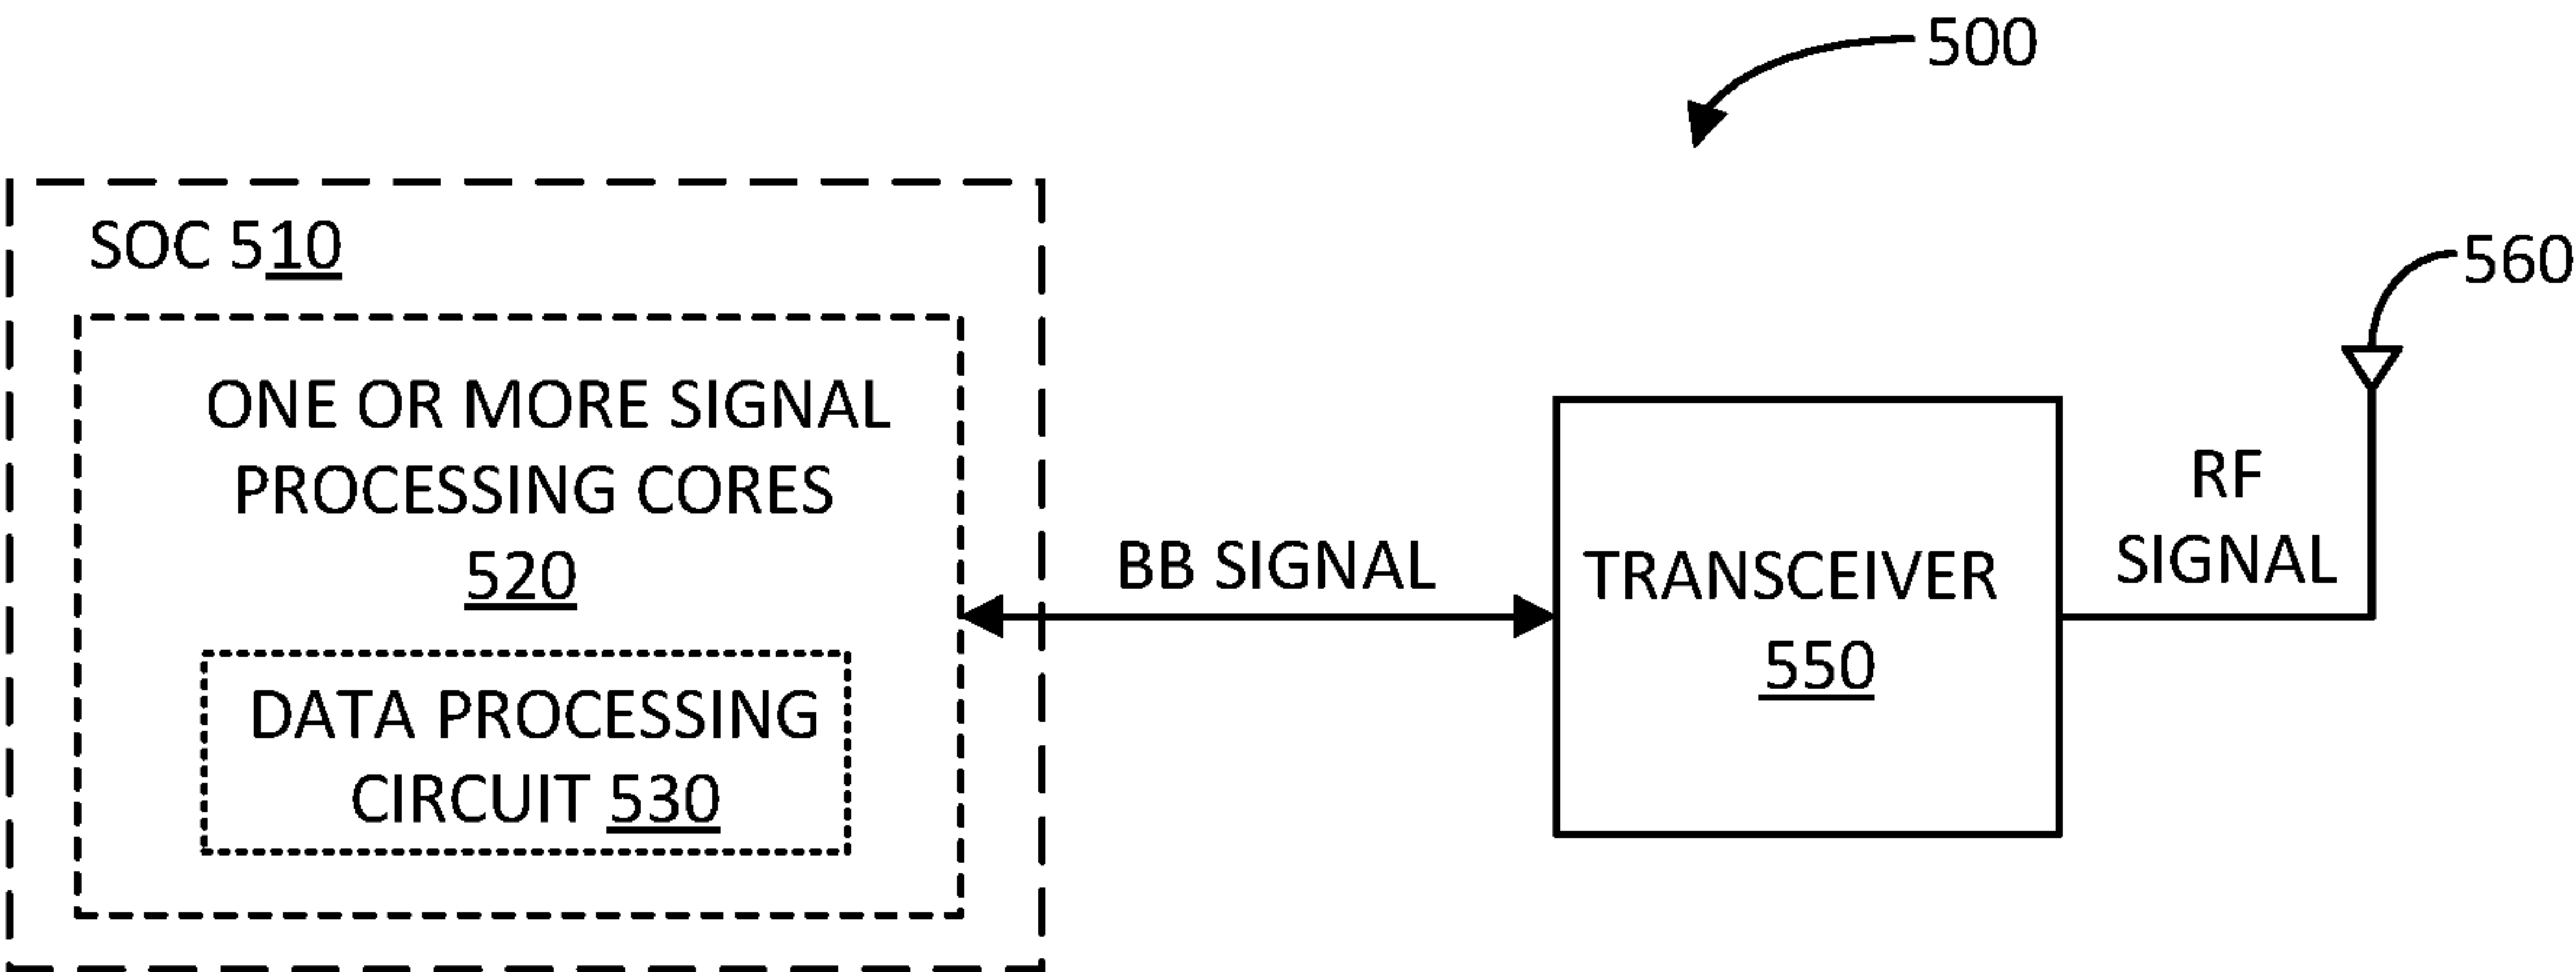 500
SOC 510
560
ONE OR MORE SIGNAL
PROCESSING CORES
520
DATA PROCESSING
CIRCUIT 530
BB SIGNAL
TRANSCEIVER
550
RF
SIGNAL